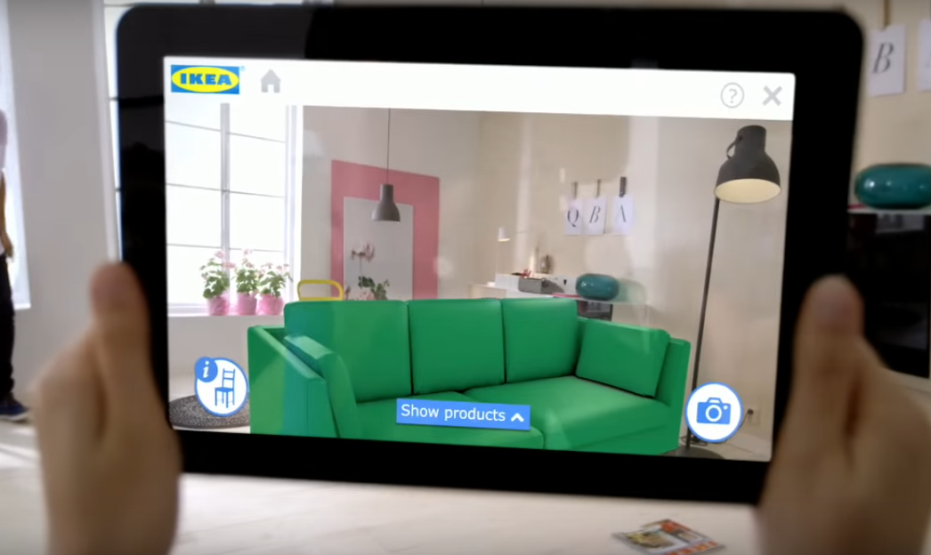 IKEA
?
B
Q B A
i
Show products